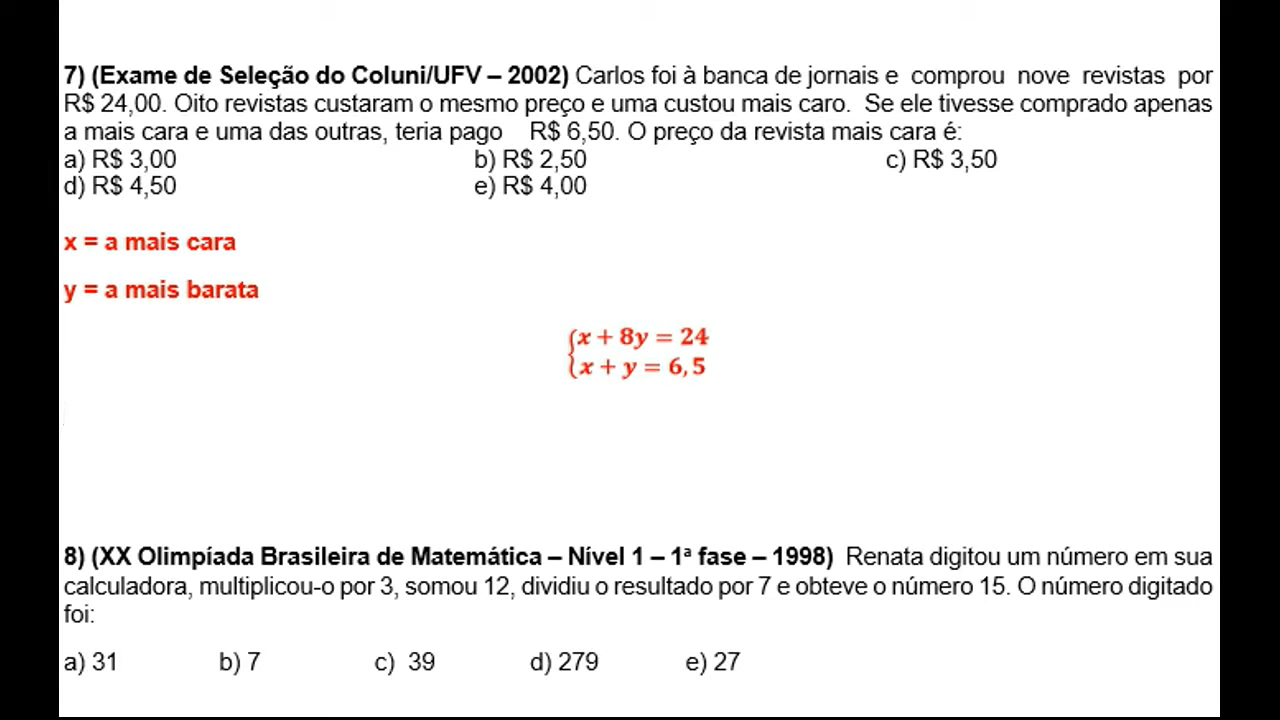 7) (Exame de Seleção do Coluni/UFV – 2002) Carlos foi à banca de jornais e comprou nove revistas por
R$ 24,00. Oito revistas custaram o mesmo preço e uma custou mais caro. Se ele tivesse comprado apenas
a mais cara e uma das outras, teria pago R$ 6,50. O preço da revista mais cara é:
a) R$ 3,00 b) R$ 2,50 c) R$ 3,50
d) R$ 4,50 e) R$ 4,00
x = a mais cara
y = a mais barata
x + 8y = 24
x + y = 6,5
8) (XX Olimpíada Brasileira de Matemática – Nível 1 – 1ª fase – 1998) Renata digitou um número em sua
calculadora, multiplicou-o por 3, somou 12, dividiu o resultado por 7 e obteve o número 15. O número digitado
foi:
a) 31 b) 7 c) 39 d) 279 e) 27